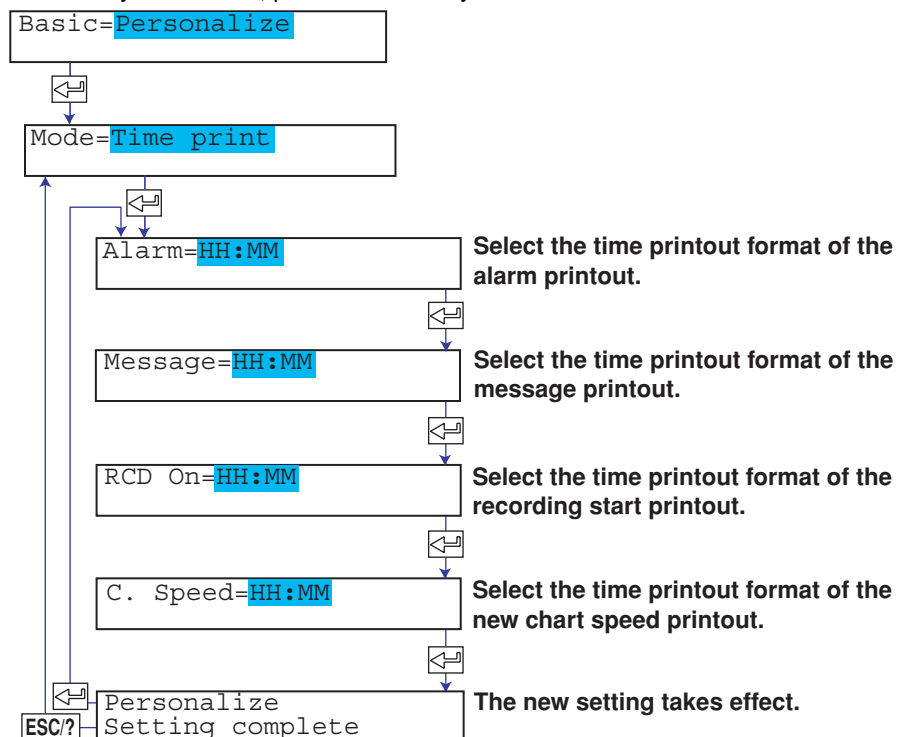 Basic=Personalize
Mode=Time print
Alarm=HH:MM
Select the time printout format of the
alarm printout.
Message=HH:MM
Select the time printout format of the
message printout.
RCD On=HH:MM
Select the time printout format of the
recording start printout.
C. Speed=HH:MM
Select the time printout format of the
new chart speed printout.
Personalize
Setting complete
The new setting takes effect.
ESC/?